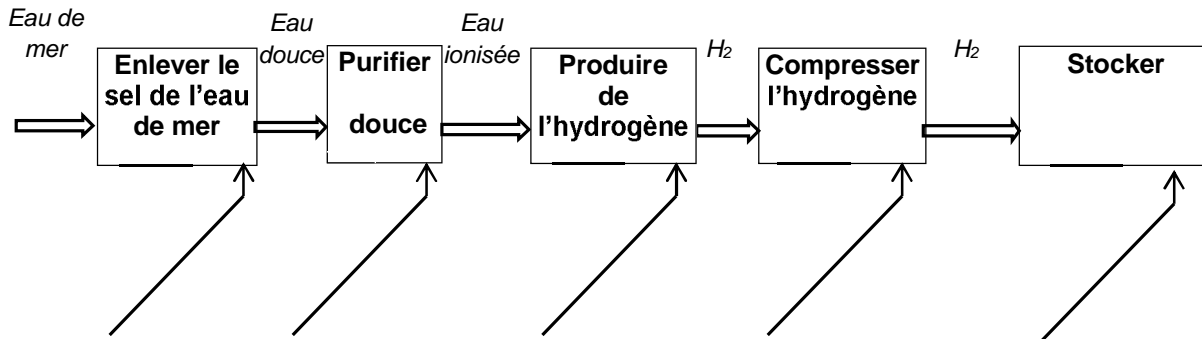 Eau de
mer
Enlever le
sel de l'eau
de mer
Eau
douce
Purifier
douce
Eau
ionisée
Produire
de
l'hydrogène
H2
Compresser
l'hydrogène
H2
Stocker